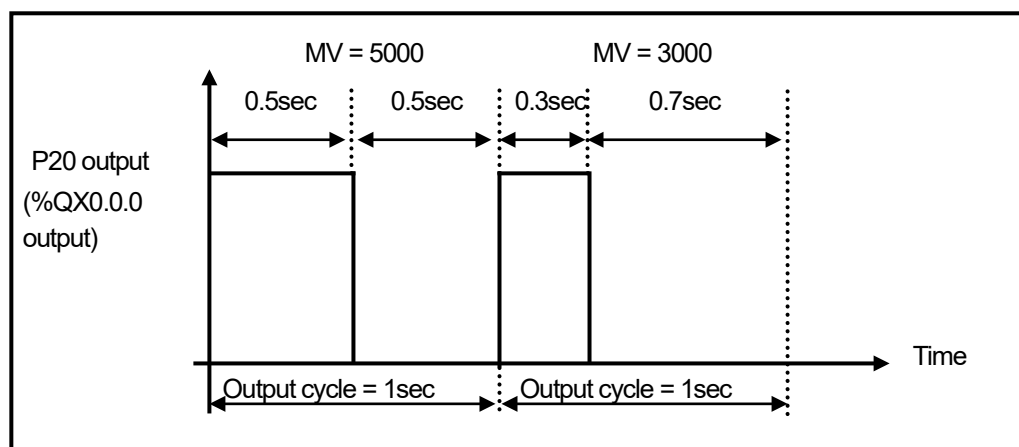 MV = 5000
MV = 3000
0.5sec
0.5sec
0.3sec
0.7sec
P20 output
(%QX0.0.0
output)
Time
Output cycle = 1sec
Output cycle = 1sec